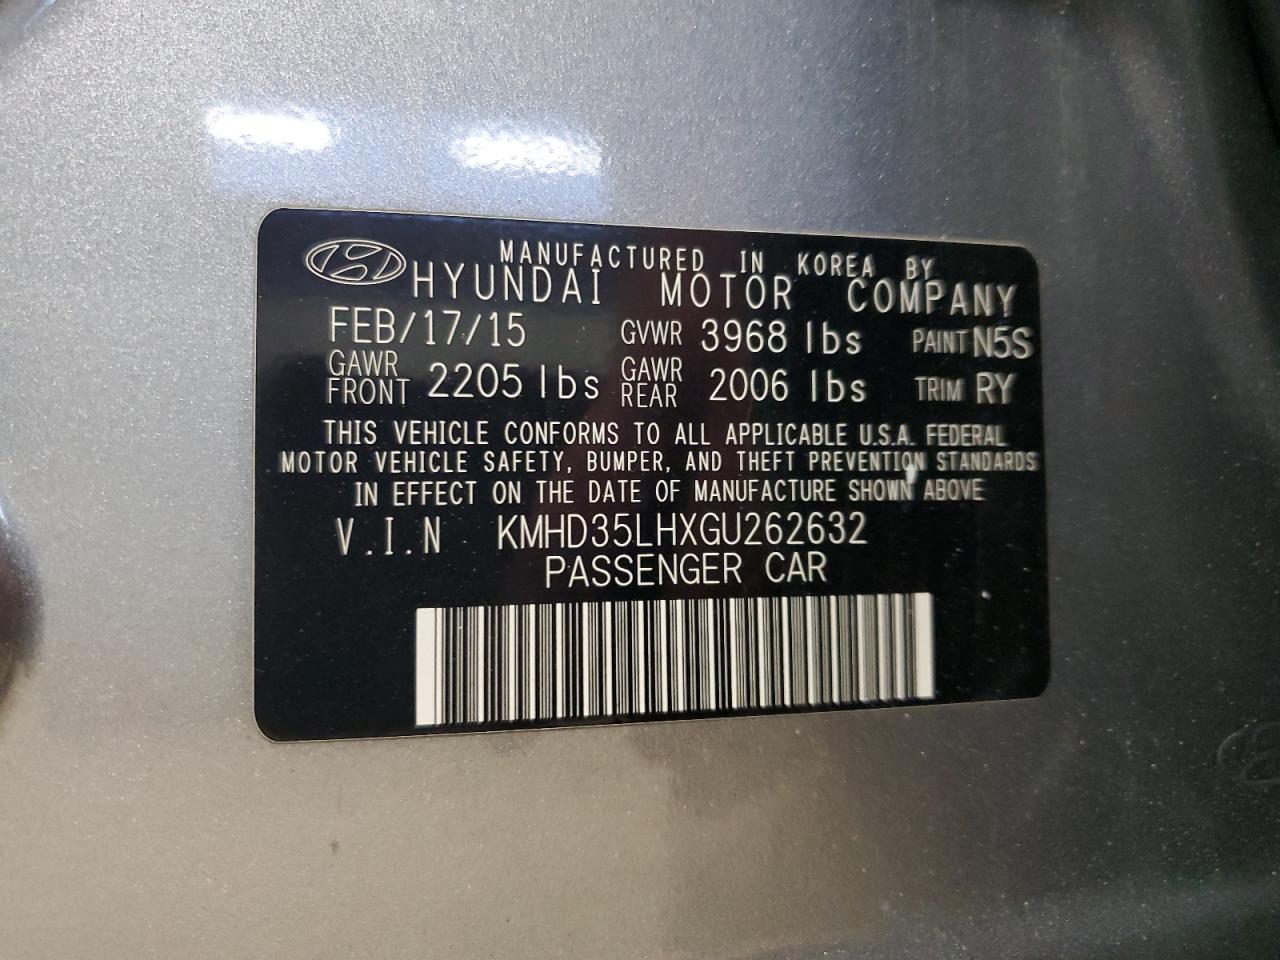 MANUFACTURED IN KOREA BY
HYUNDAI MOTOR COMPANY
FEB/17/15 GVWR 3968 lbs PAINT N5S
GAWR FRONT 2205 lbs GAWR REAR 2006 lbs TRIM RY
THIS VEHICLE CONFORMS TO ALL APPLICABLE U.S.A. FEDERAL
MOTOR VEHICLE SAFETY, BUMPER, AND THEFT PREVENTION STANDARDS
IN EFFECT ON THE DATE OF MANUFACTURE SHOWN ABOVE
V.I.N KMHD35LHXGU262632
PASSENGER CAR